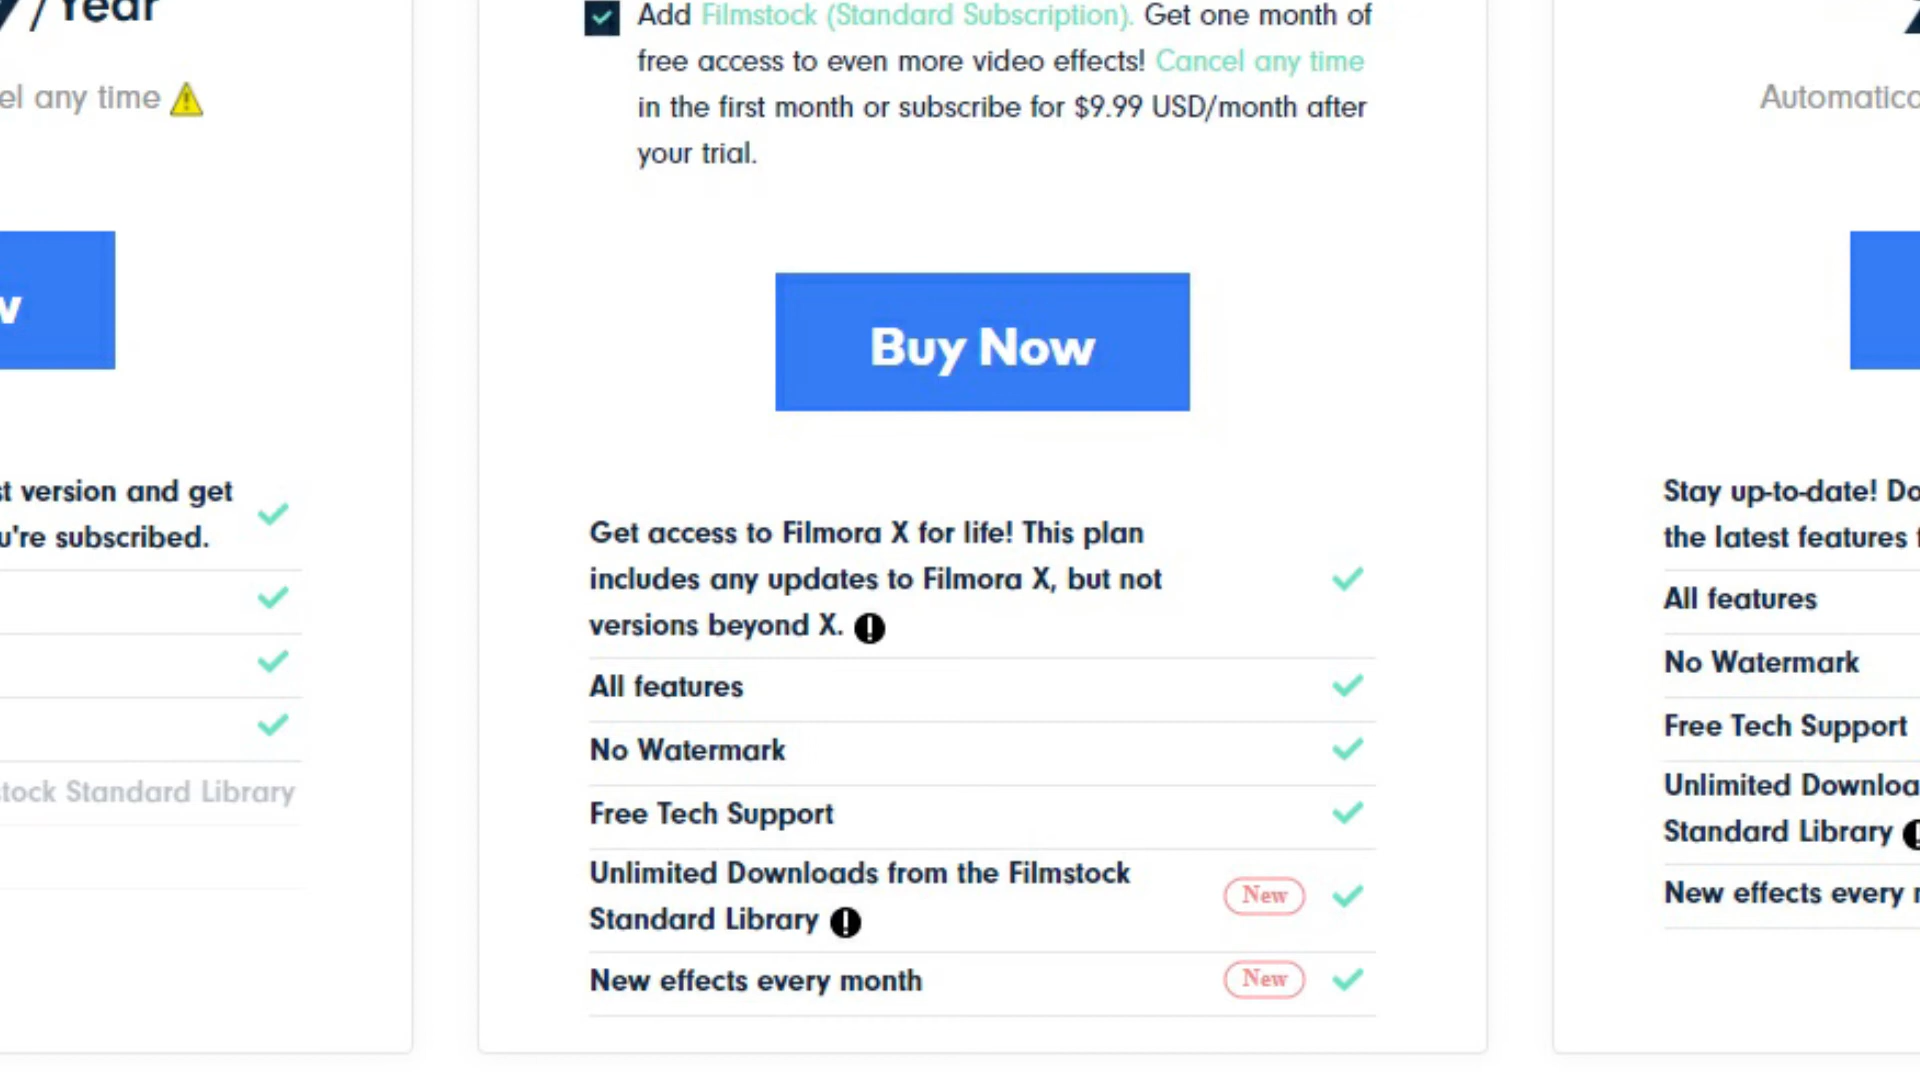 /Year
el any time
w
st version and get
u're subscribed.
tock Standard Library
Add Filmstock (Standard Subscription). Get one month of
free access to even more video effects! Cancel any time
in the first month or subscribe for $9.99 USD/month after
your trial.
Buy Now
Get access to Filmora X for life! This plan
includes any updates to Filmora X, but not
versions beyond X.
All features
No Watermark
Free Tech Support
Unlimited Downloads from the Filmstock
Standard Library
New
New effects every month
New
Automatica
Stay up-to-date! Do
the latest features
All features
No Watermark
Free Tech Support
Unlimited Downloa
Standard Library
New effects every